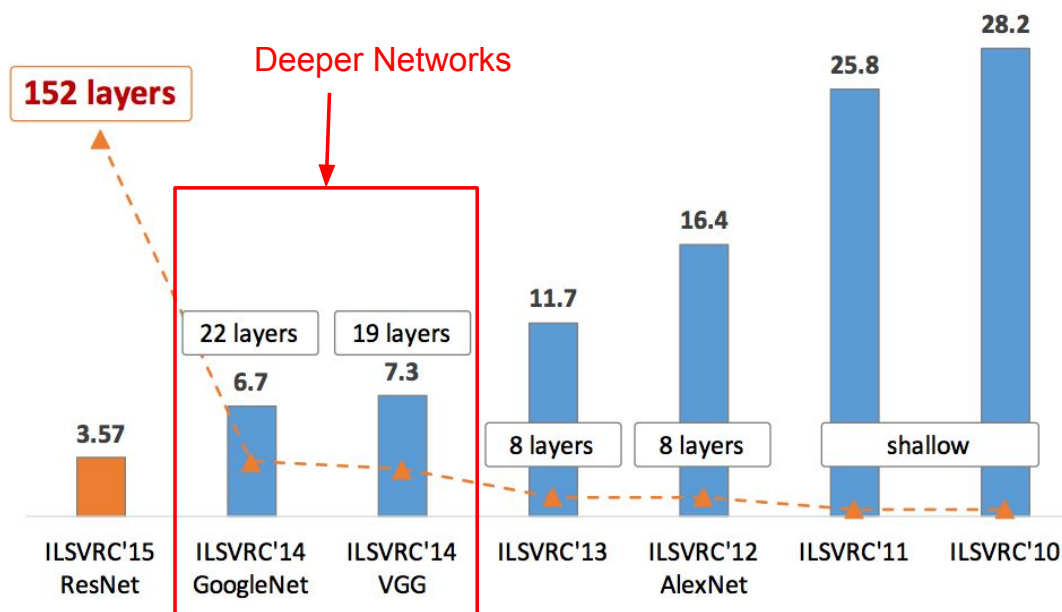 28.2
Deeper Networks
25.8
152 layers
16.4
11.7
22 layers
19 layers
6.7
7.3
3.57
8 layers
8 layers
shallow
ILSVRC'15
ResNet
ILSVRC'14
GoogleNet
ILSVRC'14
VGG
ILSVRC'13
ILSVRC'12
AlexNet
ILSVRC'11
ILSVRC'10